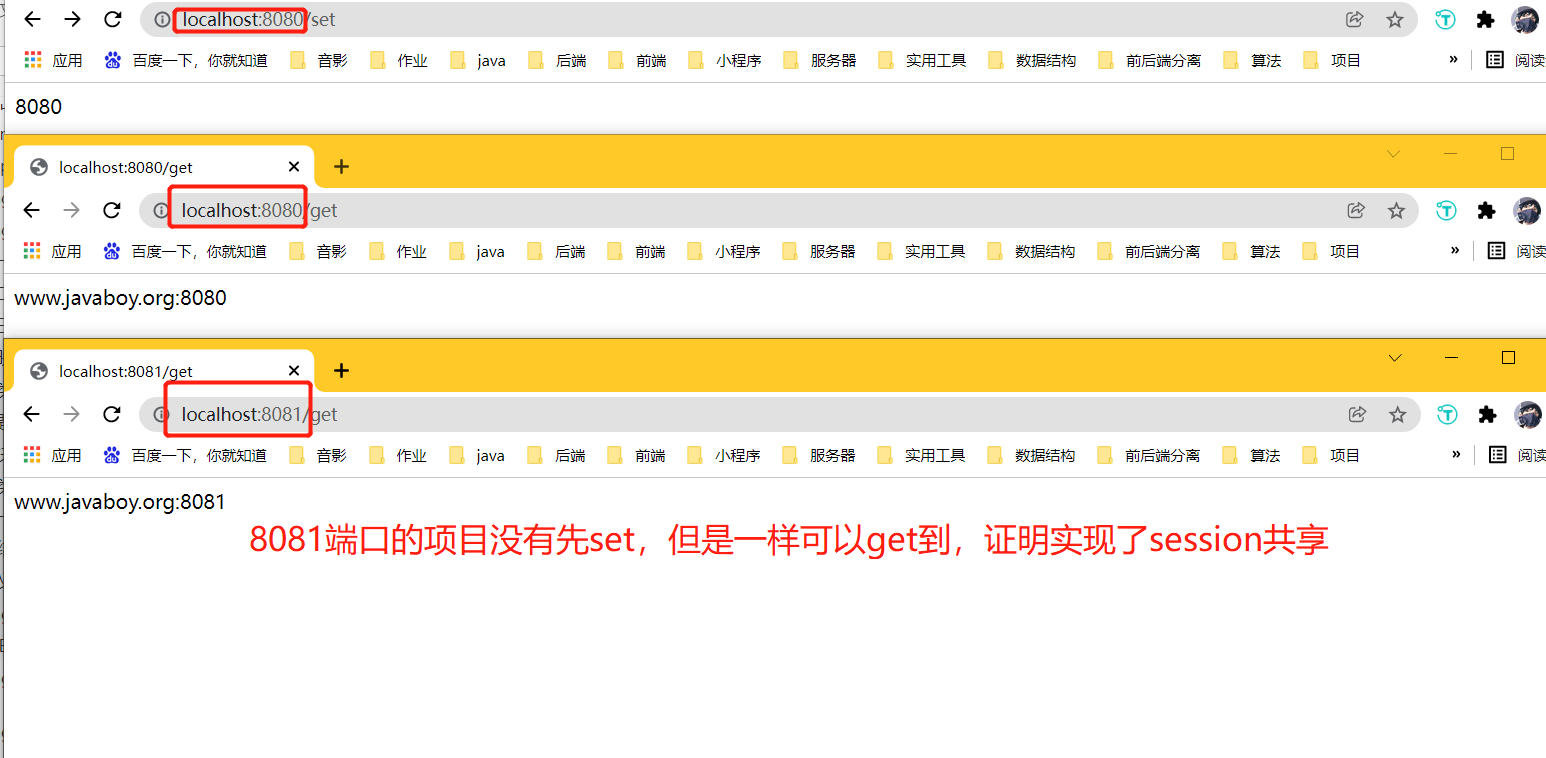 localhost:8080/set
应用 百度一下，你就知道 音影 作业 java 后端 前端 小程序 服务器 实用工具 数据结构 前后端分离 算法 项目 » 阅读
8080
localhost:8080/get
localhost:8080/get
应用 百度一下，你就知道 音影 作业 java 后端 前端 小程序 服务器 实用工具 数据结构 前后端分离 算法 项目 » 阅读
www.javaboy.org:8080
localhost:8081/get
localhost:8081/get
应用 百度一下，你就知道 音影 作业 java 后端 前端 小程序 服务器 实用工具 数据结构 前后端分离 算法 项目 » 阅读
www.javaboy.org:8081
8081端口的项目没有先set，但是一样可以get到，证明实现了session共享